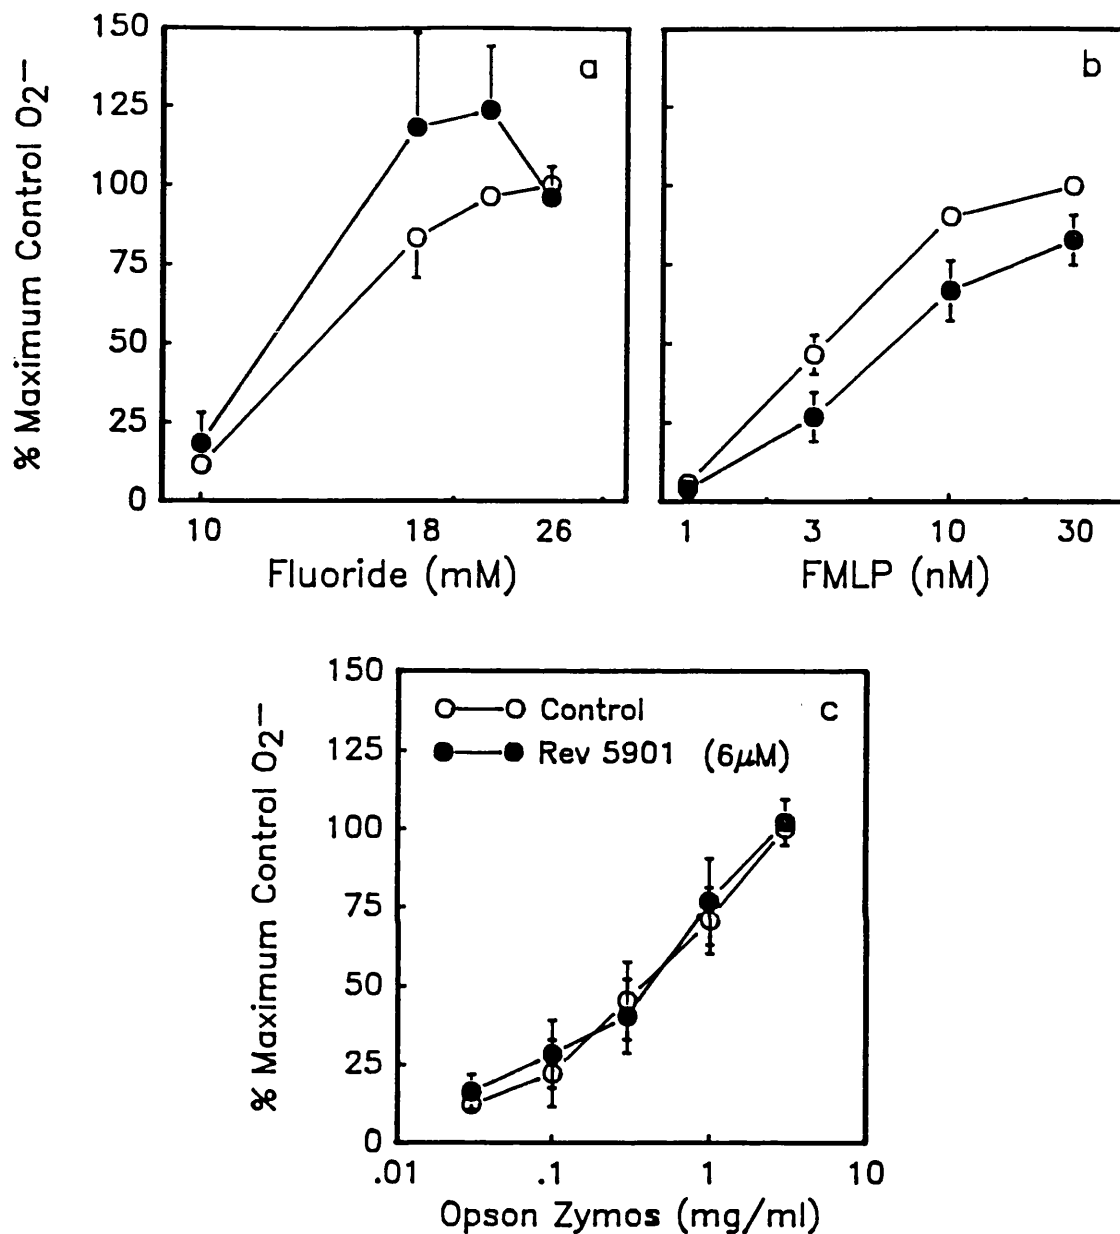 % Maximum Control O2−
150
125
100
75
50
25
0
a
10
18
26
Fluoride (mM)
b
1
3
10
30
FMLP (nM)
% Maximum Control O2−
150
125
100
75
50
25
0
Control
c
Rev 5901 (6μM)
.01
.1
1
10
Opson Zymos (mg/ml)